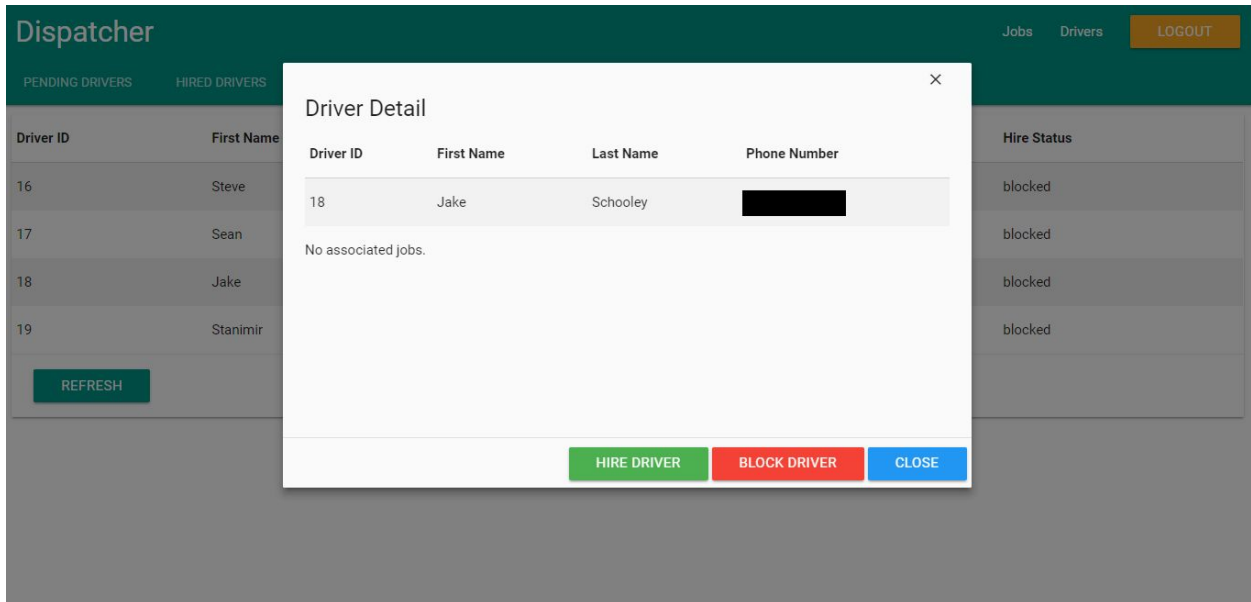 Dispatcher
Jobs Drivers LOGOUT
PENDING DRIVERS HIRED DRIVERS
Driver ID First Name Hire Status
16 Steve blocked
17 Sean blocked
18 Jake blocked
19 Stanimir blocked
REFRESH
×
Driver Detail
Driver ID First Name Last Name Phone Number
18 Jake Schooley
No associated jobs.
HIRE DRIVER BLOCK DRIVER CLOSE